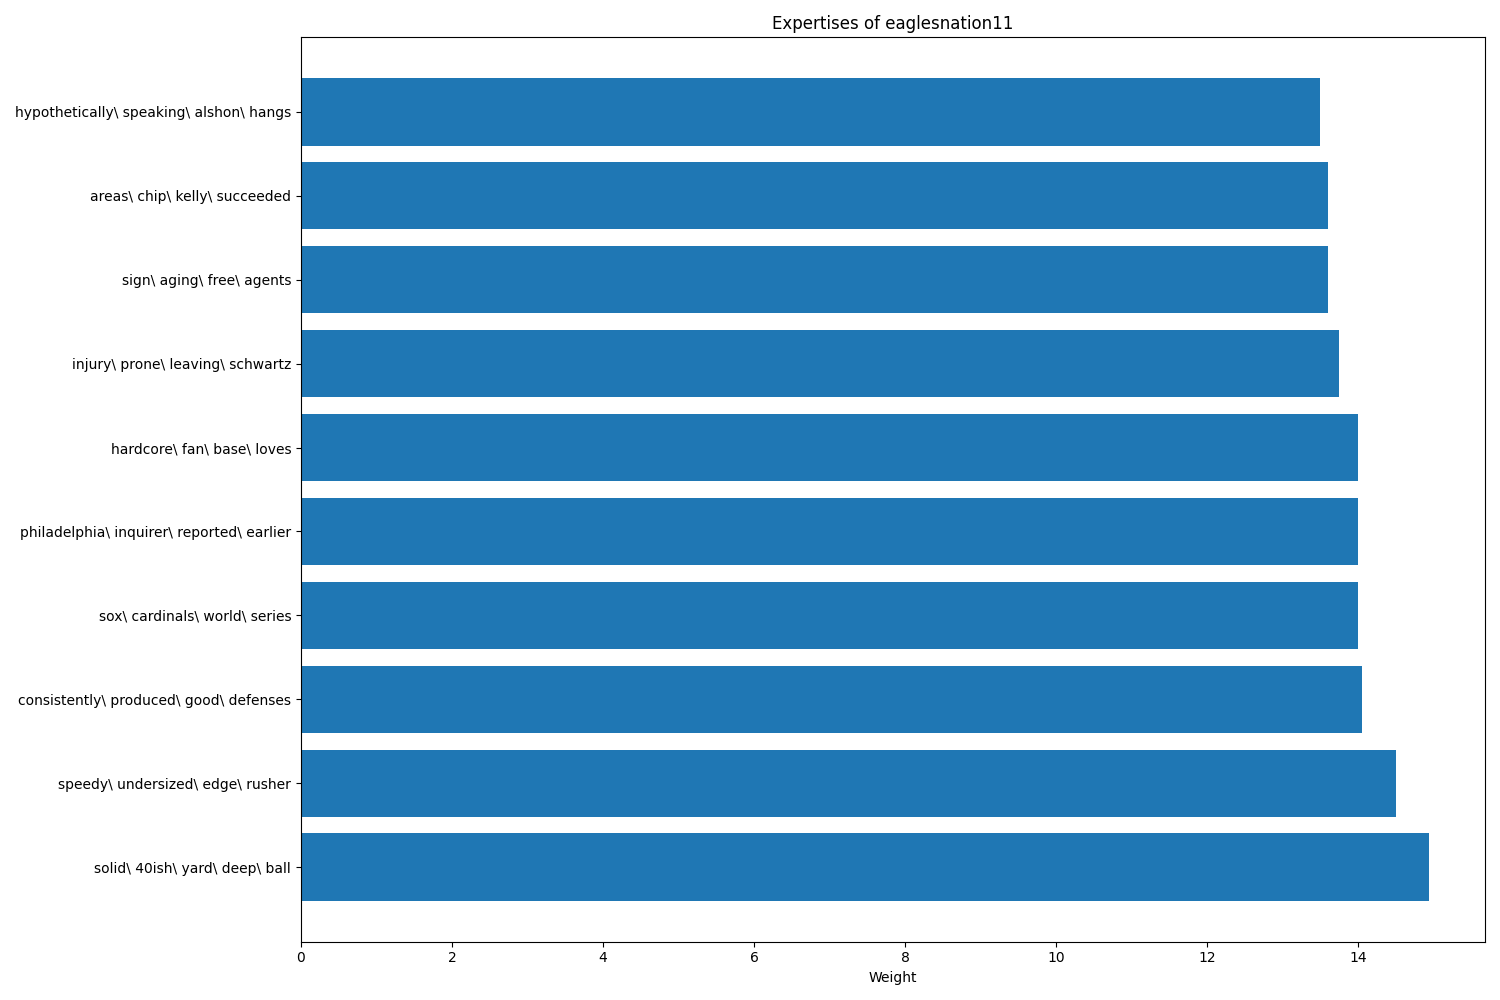 Expertises of eaglesnation11
hypothetically\ speaking\ alshon\ hangs
areas\ chip\ kelly\ succeeded
sign\ aging\ free\ agents
injury\ prone\ leaving\ schwartz
hardcore\ fan\ base\ loves
philadelphia\ inquirer\ reported\ earlier
sox\ cardinals\ world\ series
consistently\ produced\ good\ defenses
speedy\ undersized\ edge\ rusher
solid\ 40ish\ yard\ deep\ ball
0 2 4 6 8 10 12 14
Weight